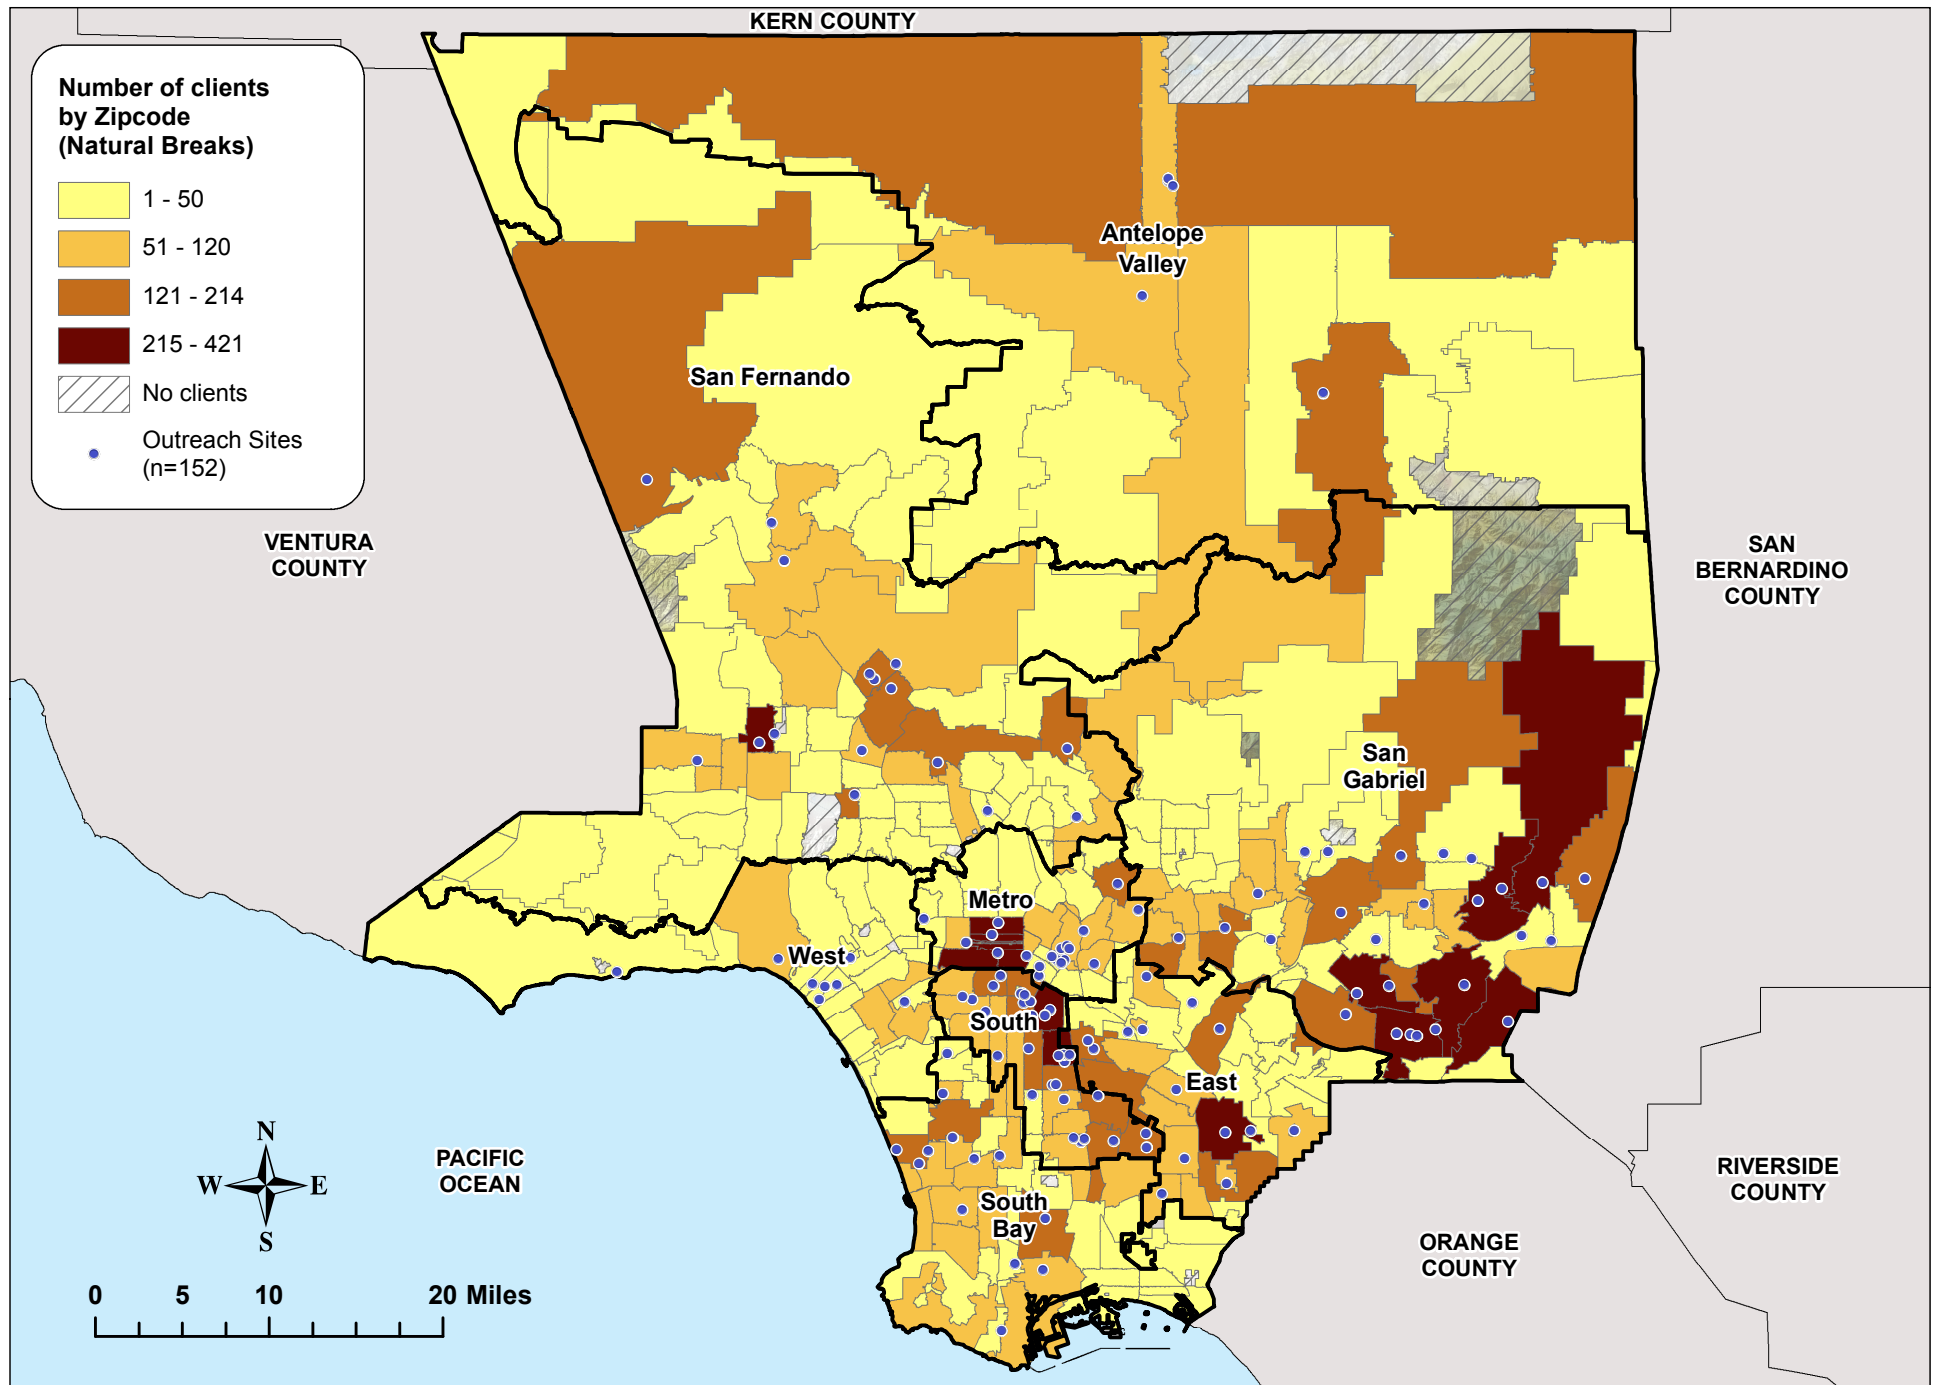 KERN COUNTY
Number of clients
by Zipcode
(Natural Breaks)
1 - 50
51 - 120
121 - 214
215 - 421
No clients
Outreach Sites
(n=152)
Antelope
Valley
San Fernando
VENTURA
COUNTY
SAN
BERNARDINO
COUNTY
San
Gabriel
Metro
West
South
East
South
Bay
PACIFIC
OCEAN
RIVERSIDE
COUNTY
ORANGE
COUNTY
N
W
E
S
0 5 10 20 Miles